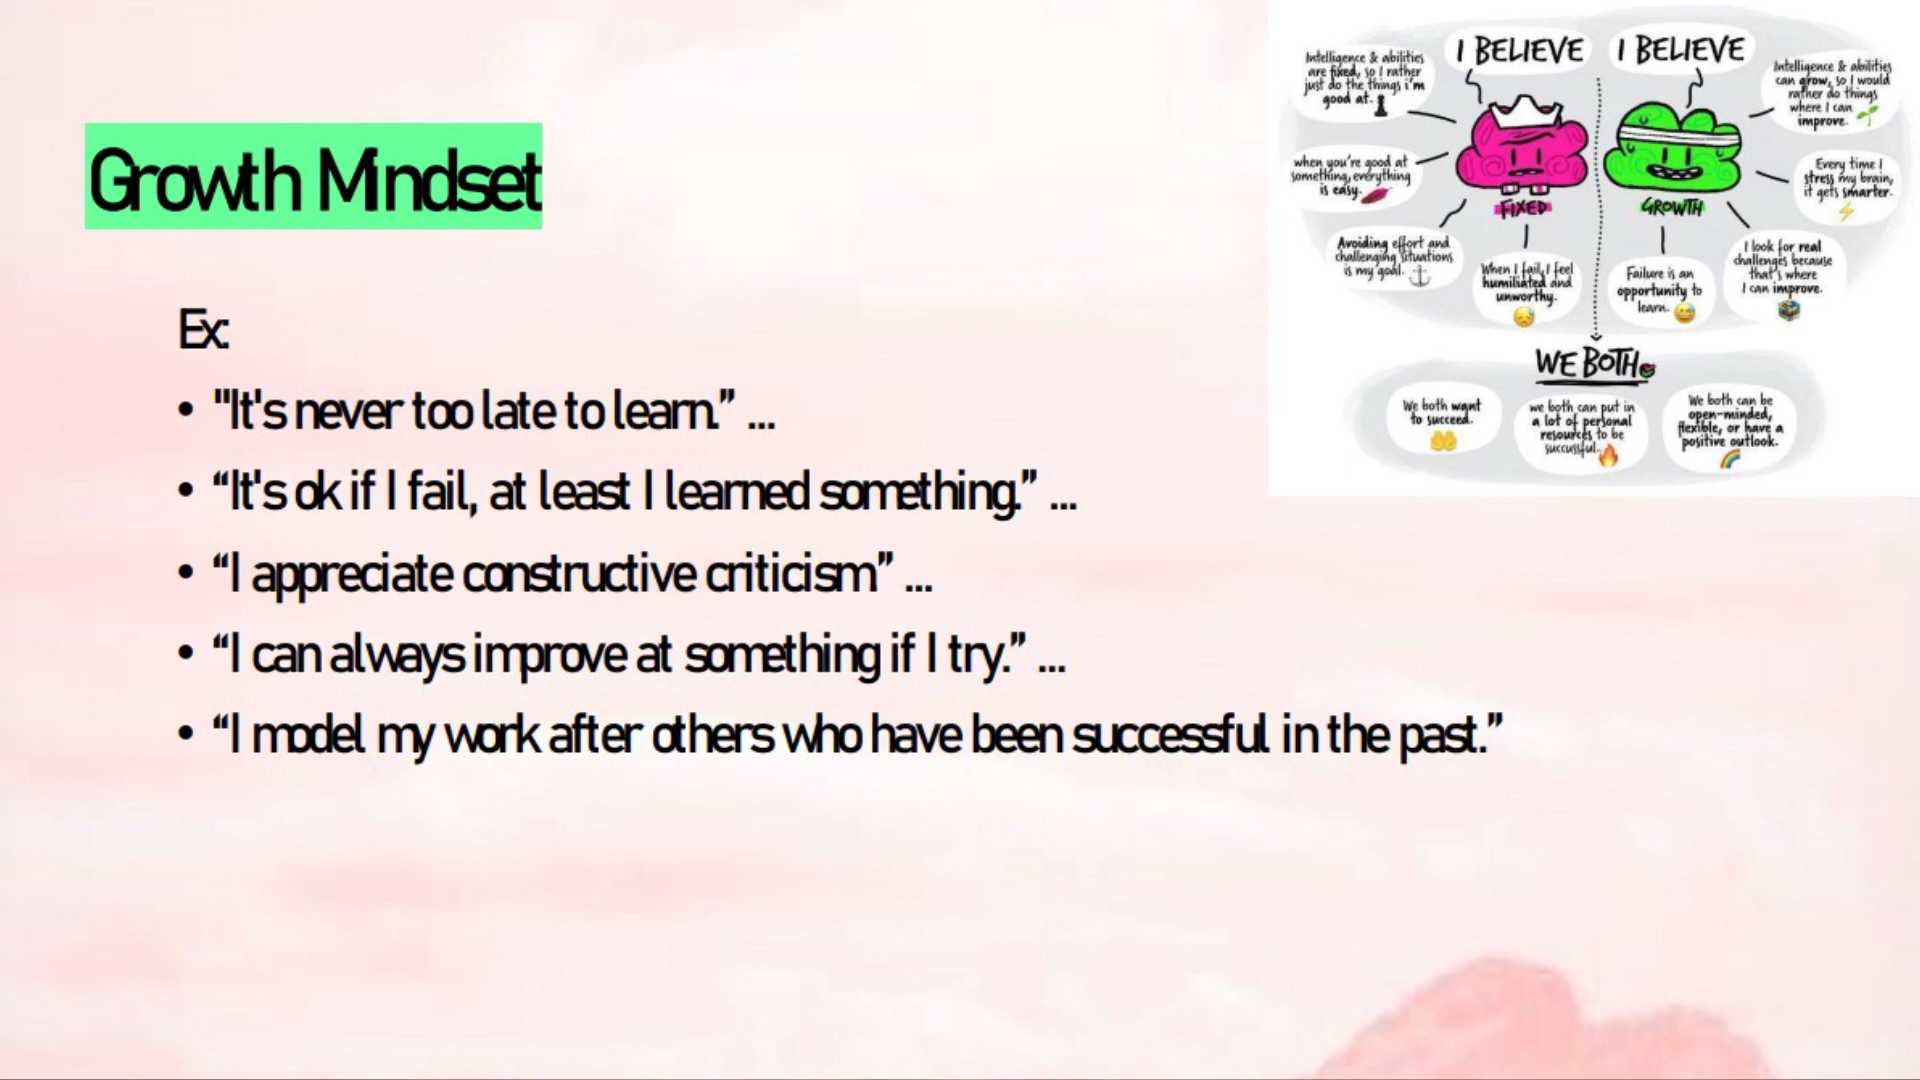 Growth Mindset
Ex:
• "It's never too late to learn.” ...
• “It's ok if I fail, at least I learned something.” ...
• “I appreciate constructive criticism” ...
• “I can always improve at something if I try.” ...
• “I model my work after others who have been successful in the past.”
I BELIEVE
Intelligence & abilities
are fixed, so I rather
just do the things i'm
good at.
when you're good at
something, everything
is easy.
Avoiding effort and
challenging situations
is my goal.
When I fail, I feel
humiliated and
unworthy.
FIXED
I BELIEVE
Intelligence & abilities
can grow, so I would
rather do things
where I can
improve.
Every time I
stress my brain,
it gets smarter.
I look for real
challenges because
that's where
I can improve.
Failure is an
opportunity to
learn.
GROWTH
WE BOTH
We both want
to succeed.
we both can put in
a lot of personal
resources to be
successful.
We both can be
open-minded,
flexible, or have a
positive outlook.